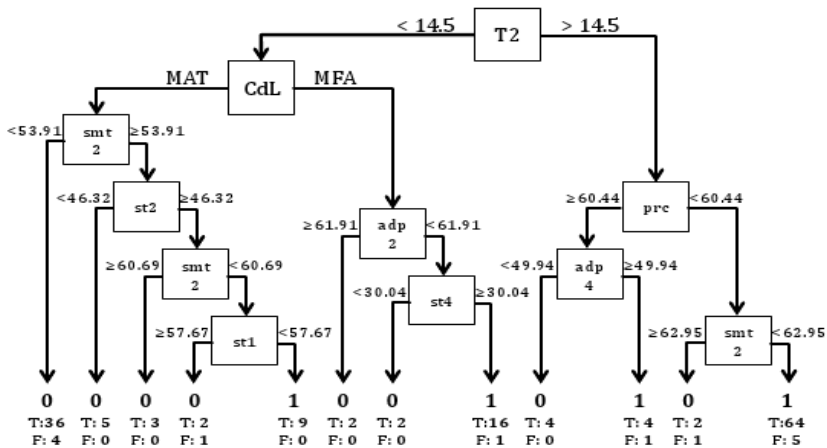 < 14.5 T2 > 14.5
MAT CdL MFA
<53.91 smt 2 ≥53.91
<46.32 st2 ≥46.32
≥61.91 adp 2 <61.91
≥60.44 prc <60.44
≥60.69 smt 2 <60.69
<30.04 st4 ≥30.04
<49.94 adp 4 ≥49.94
≥57.67 st1 <57.67
≥62.95 smt 2 <62.95
0 0 0 0 1 0 0 1 0 1 0 1
T:36 T: 5 T: 3 T: 2 T: 9 T: 2 T: 2 T:16 T: 4 T: 4 T: 2 T:64
F: 4 F: 0 F: 0 F: 1 F: 0 F: 0 F: 0 F: 1 F: 0 F: 1 F: 1 F: 5